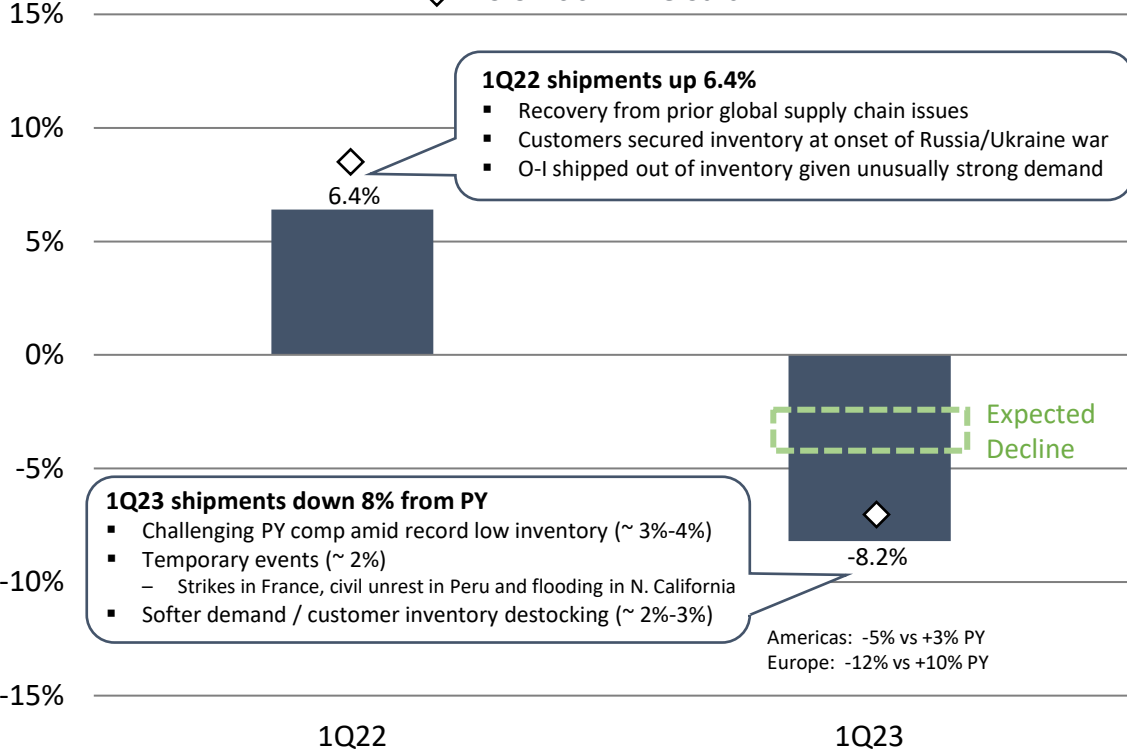 15%
1Q22 shipments up 6.4%
▪ Recovery from prior global supply chain issues
▪ Customers secured inventory at onset of Russia/Ukraine war
▪ O-I shipped out of inventory given unusually strong demand
10%
6.4%
5%
0%
Expected
Decline
-5%
1Q23 shipments down 8% from PY
▪ Challenging PY comp amid record low inventory (~ 3%-4%)
▪ Temporary events (~ 2%)
– Strikes in France, civil unrest in Peru and flooding in N. California
▪ Softer demand / customer inventory destocking (~ 2%-3%)
-8.2%
-10%
Americas: -5% vs +3% PY
Europe: -12% vs +10% PY
-15%
1Q22
1Q23